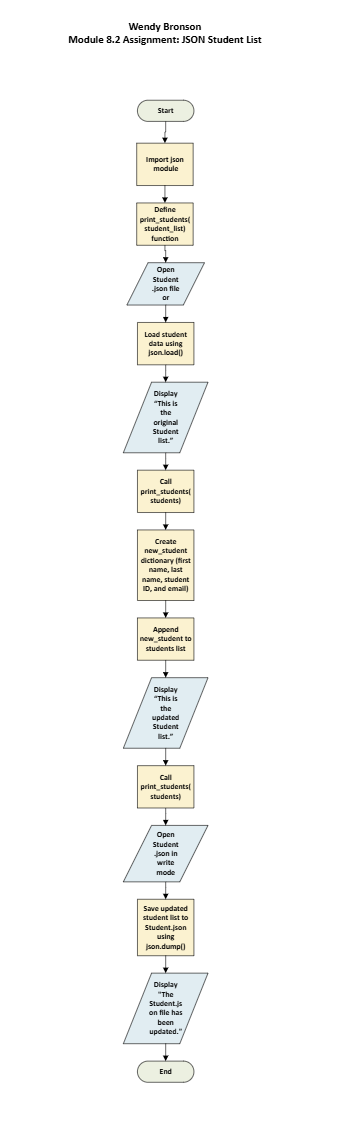 Wendy Bronson
Module 8.2 Assignment: JSON Student List
Start
Import json
module
Define
print_students(
student_list)
function
Open
Student
.json file
or
Load student
data using
json.load()
Display
“This is
the
original
Student
list.”
Call
print_students(
students)
Create
new_student
dictionary (first
name, last
name, student
ID, and email)
Append
new_student to
students list
Display
“This is
the
updated
Student
list.”
Call
print_students(
students)
Open
Student
.json in
write
mode
Save updated
student list to
Student.json
using
json.dump()
Display
“The
Student.js
on file has
been
updated.”
End